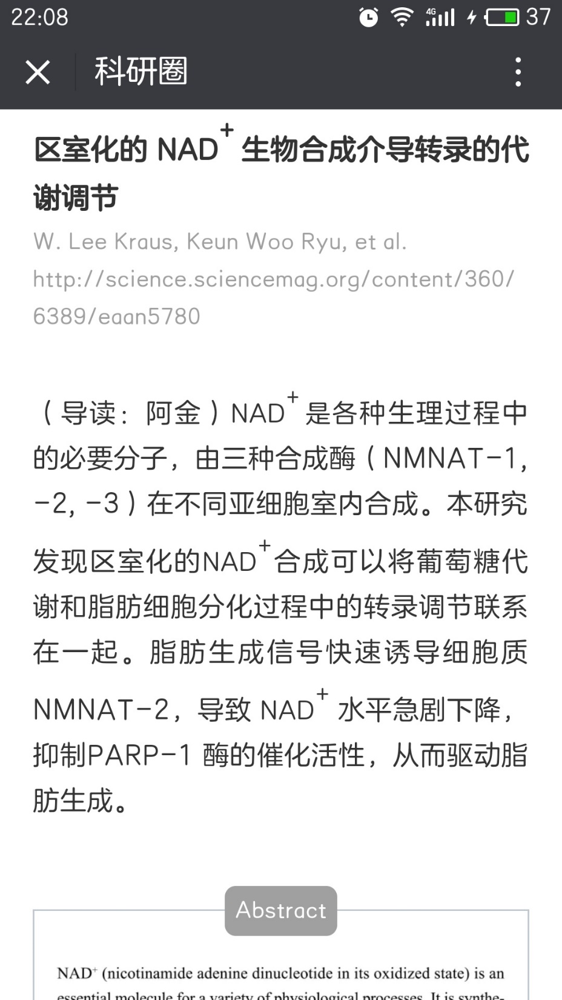 22:08
4G
37
科研圈
区室化的 NAD⁺ 生物合成介导转录的代
谢调节
W. Lee Kraus, Keun Woo Ryu, et al.
http://science.sciencemag.org/content/360/
6389/eaan5780
（导读：阿金）NAD⁺ 是各种生理过程中
的必要分子，由三种合成酶（NMNAT-1,
-2, -3）在不同亚细胞室内合成。本研究
发现区室化的NAD⁺合成可以将葡萄糖代
谢和脂肪细胞分化过程中的转录调节联系
在一起。脂肪生成信号快速诱导细胞质
NMNAT-2，导致 NAD⁺ 水平急剧下降，
抑制PARP-1 酶的催化活性，从而驱动脂
肪生成。
Abstract
NAD⁺ (nicotinamide adenine dinucleotide in its oxidized state) is an
essential molecule for a variety of physiological processes. It is synthe-